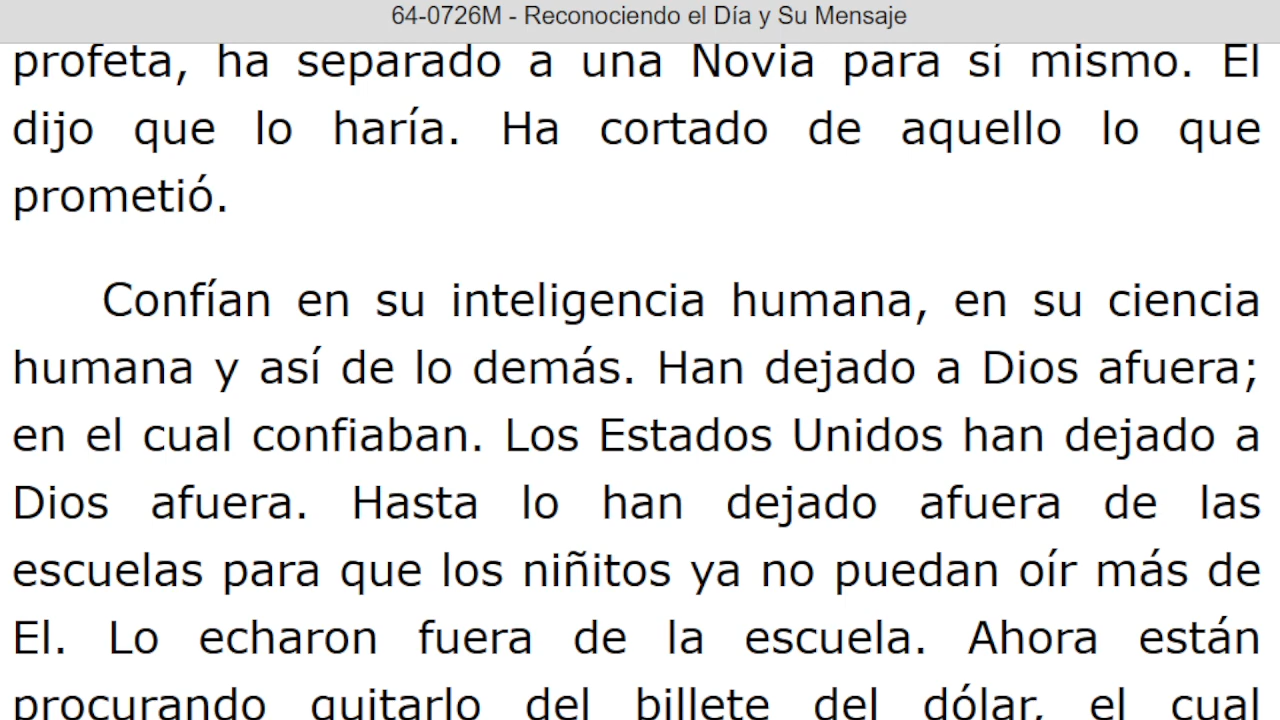 64-0726M - Reconociendo el Día y Su Mensaje
profeta, ha separado a una Novia para sí mismo. El
dijo que lo haría. Ha cortado de aquello lo que
prometió.
Confían en su inteligencia humana, en su ciencia
humana y así de lo demás. Han dejado a Dios afuera;
en el cual confiaban. Los Estados Unidos han dejado a
Dios afuera. Hasta lo han dejado afuera de las
escuelas para que los niñitos ya no puedan oír más de
El. Lo echaron fuera de la escuela. Ahora están
procurando quitarlo del billete del dólar, el cual